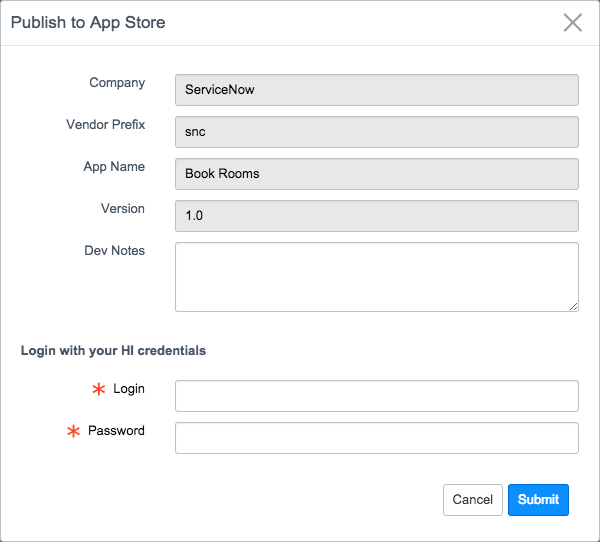 Publish to App Store
Company
ServiceNow
Vendor Prefix
snc
App Name
Book Rooms
Version
1.0
Dev Notes
Login with your HI credentials
Login
Password
Cancel
Submit